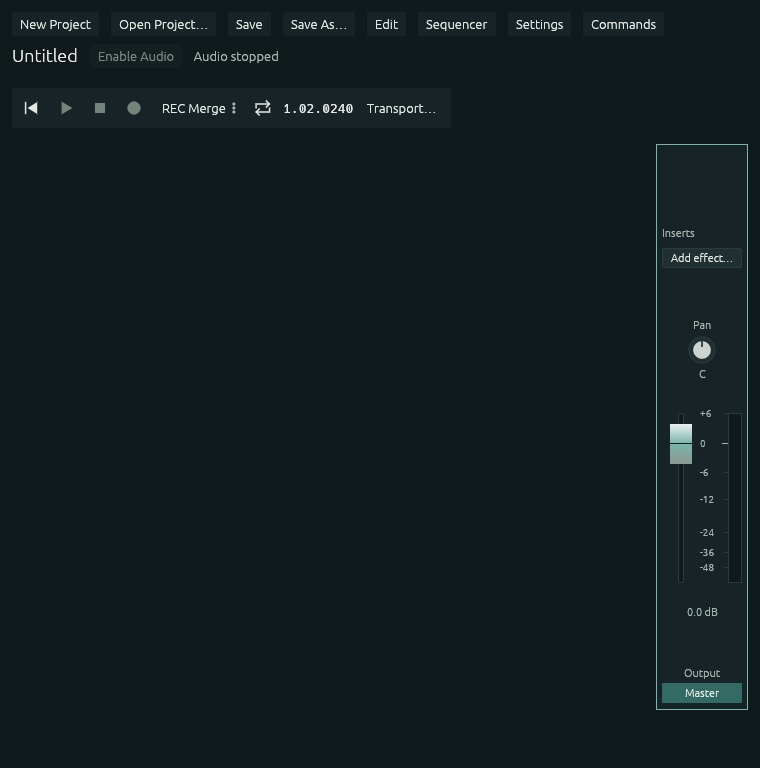 New Project Open Project... Save Save As... Edit Sequencer Settings Commands
Untitled Enable Audio Audio stopped
REC Merge 1.02.0240 Transport...
Inserts
Add effect...
Pan
C
+6
0
-6
-12
-24
-36
-48
0.0 dB
Output
Master